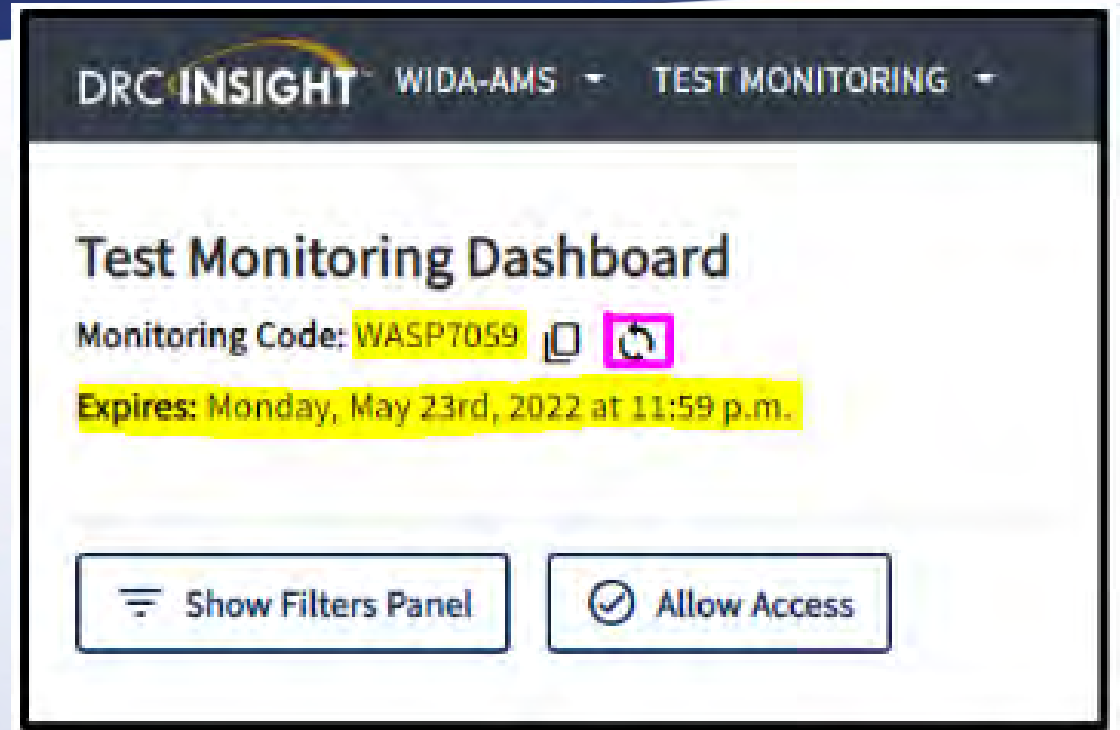 DRC INSIGHT WIDA-AMS TEST MONITORING
Test Monitoring Dashboard
Monitoring Code: WASP7059
Expires: Monday, May 23rd, 2022 at 11:59 p.m.
Show Filters Panel Allow Access